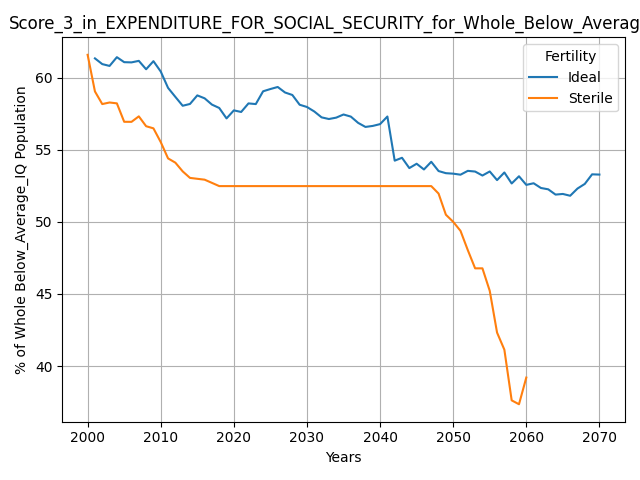 Score_3_in_EXPENDITURE_FOR_SOCIAL_SECURITY_for_Whole_Below_Averag
Fertility
Ideal
Sterile
% of Whole Below_Average_IQ Population
60
55
50
45
40
2000 2010 2020 2030 2040 2050 2060 2070
Years